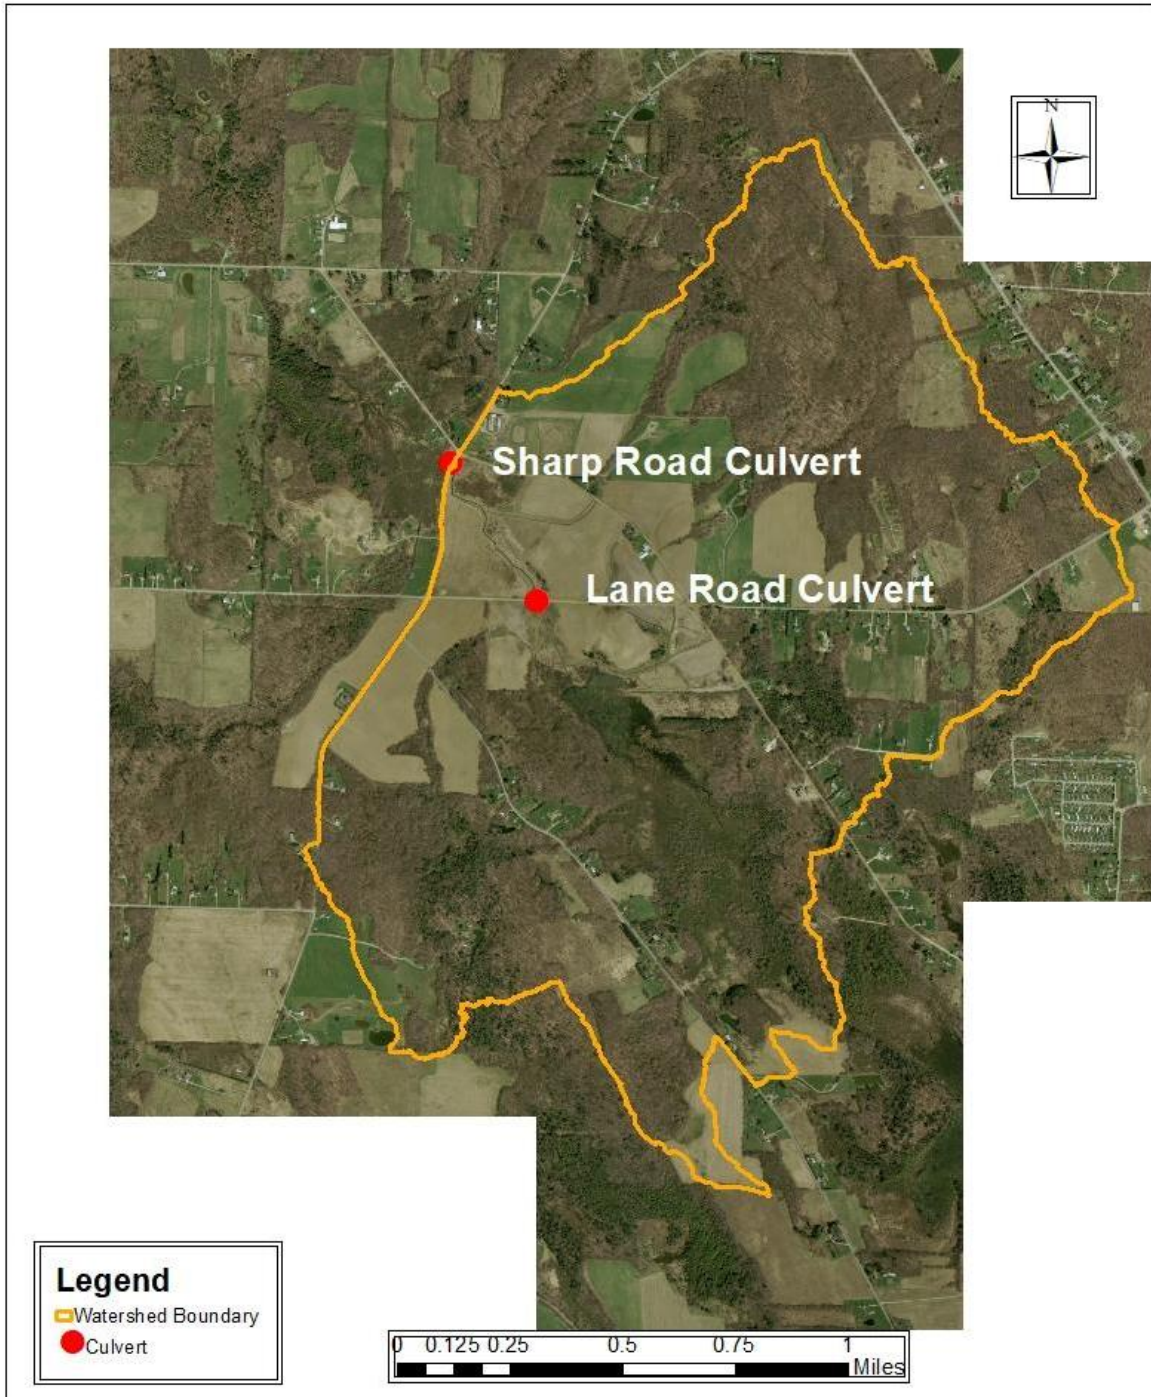 N
Sharp Road Culvert
Lane Road Culvert
Legend
Watershed Boundary
Culvert
0 0.125 0.25 0.5 0.75 1
Miles